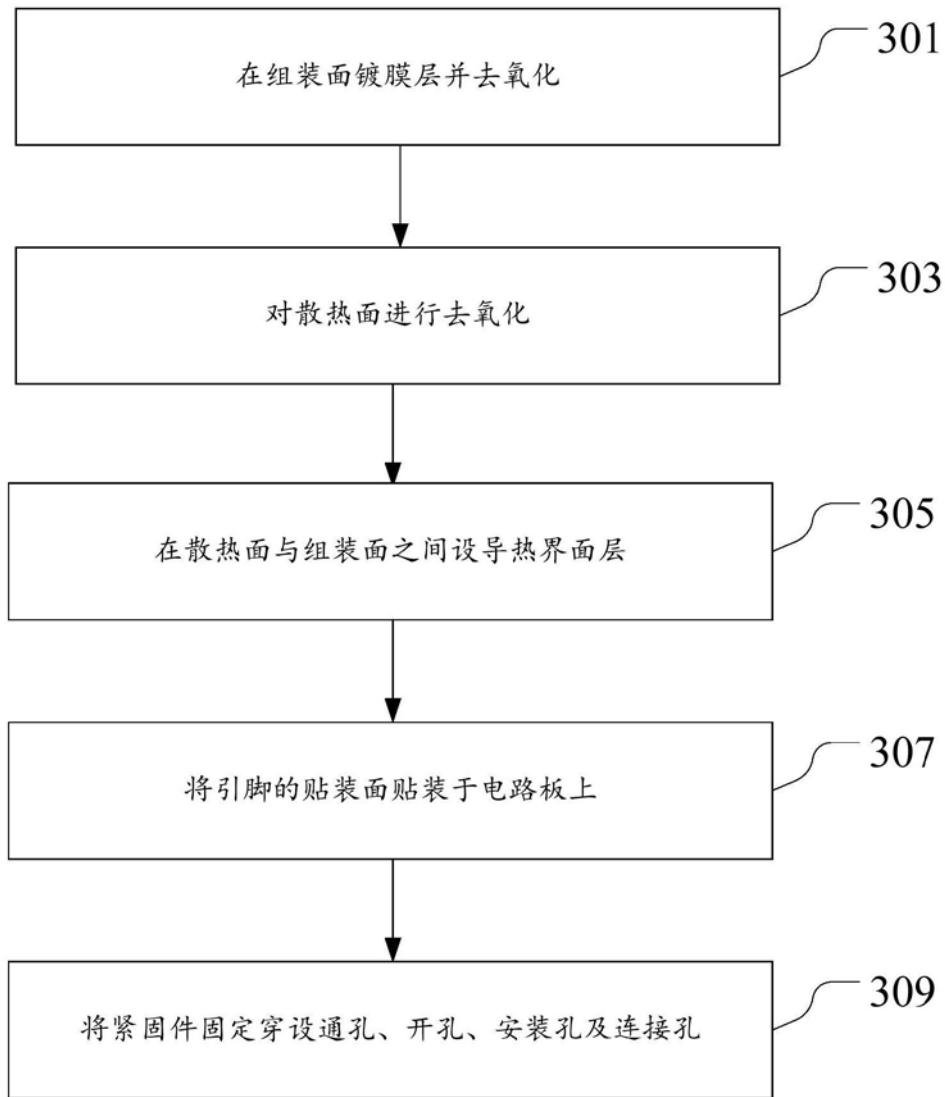 在组装面镀膜层并去氧化
301
对散热面进行去氧化
303
在散热面与组装面之间设导热界面层
305
将引脚的贴装面贴装于电路板上
307
将紧固件固定穿设通孔、开孔、安装孔及连接孔
309